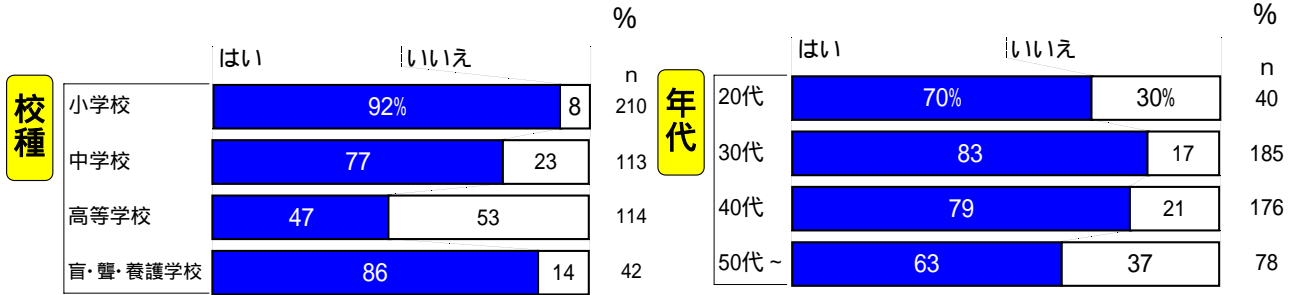 %
はい いいえ
n
校種
小学校 92% 8 210
中学校 77 23 113
高等学校 47 53 114
盲・聾・養護学校 86 14 42
%
はい いいえ
n
年代
20代 70% 30% 40
30代 83 17 185
40代 79 21 176
50代 ~ 63 37 78